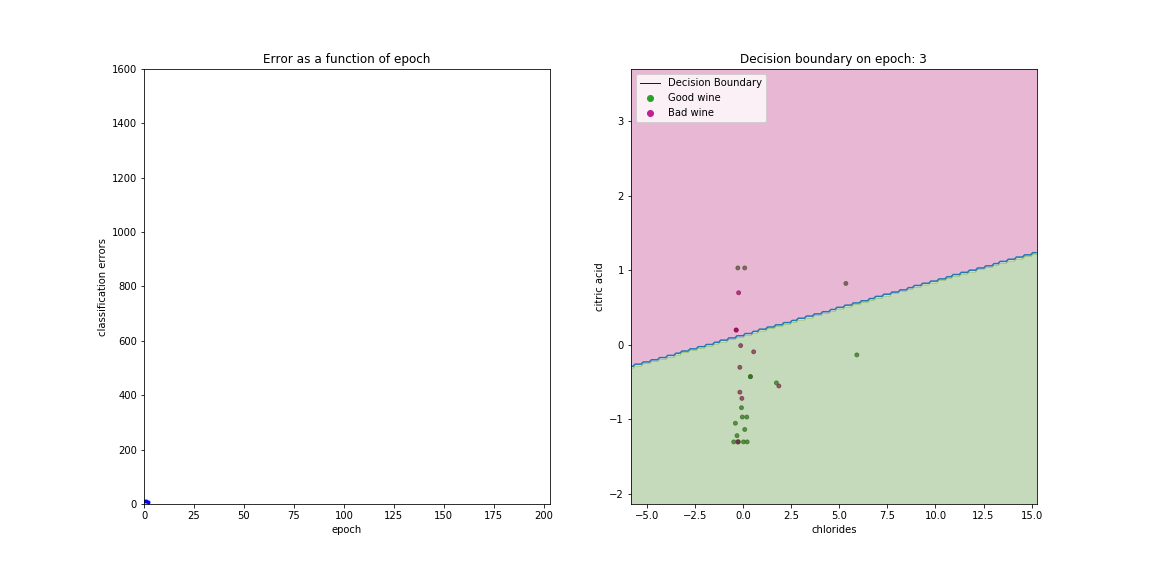 Error as a function of epoch
1600
1400
1200
1000
800
600
400
200
0
classification errors
0 25 50 75 100 125 150 175 200
epoch
Decision boundary on epoch: 3
Decision Boundary
Good wine
Bad wine
3
2
1
0
−1
−2
citric acid
−5.0 −2.5 0.0 2.5 5.0 7.5 10.0 12.5 15.0
chlorides